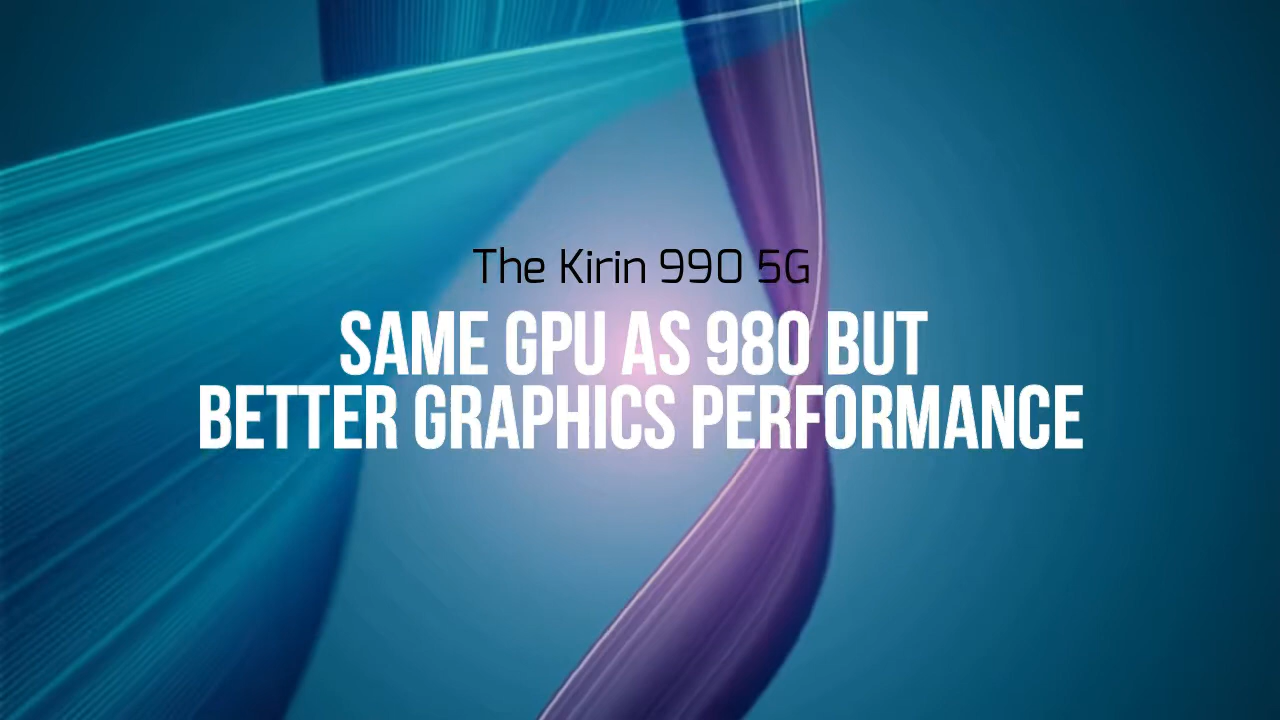 The Kirin 990 5G
SAME GPU AS 980 BUT
BETTER GRAPHICS PERFORMANCE